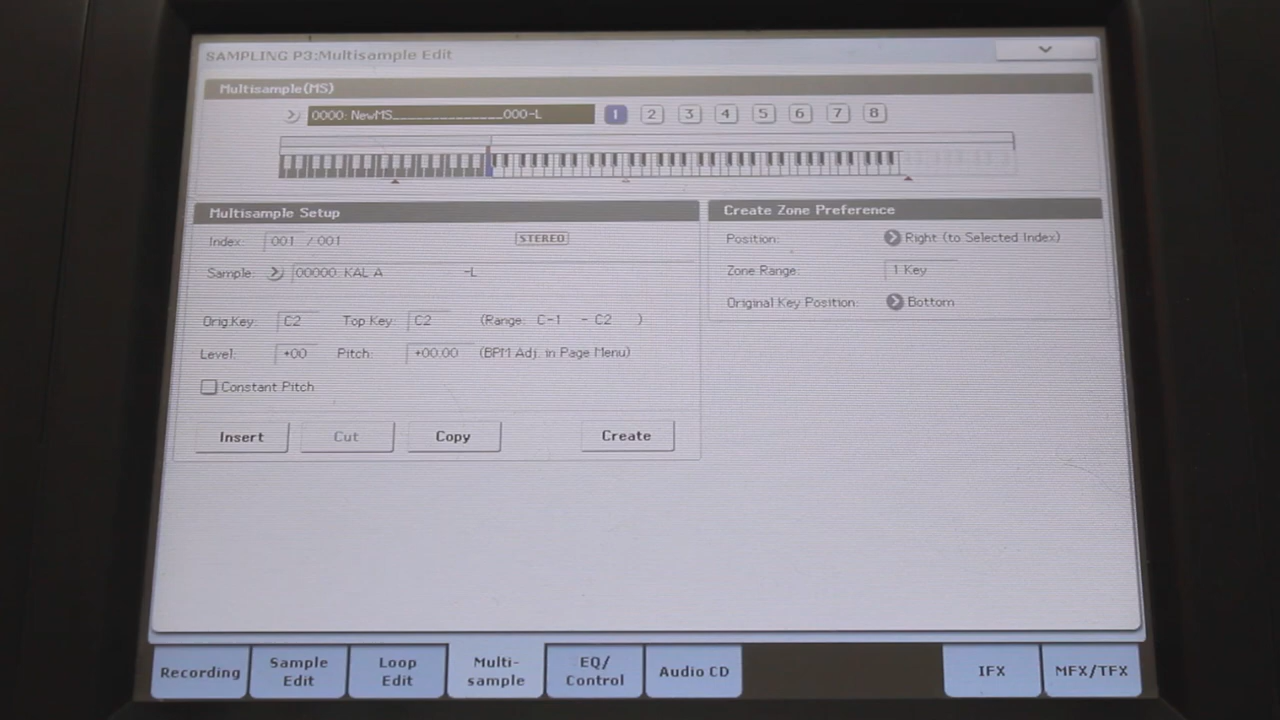 SAMPLING P3:Multisample Edit
Multisample(MS)
0000: NewMS______________000-L 1 2 3 4 5 6 7 8
Multisample Setup
Index: 001 / 001 STEREO
Sample: 00000: KAL A -L
Orig.Key: C2 Top Key: C2 (Range: C-1 - C2 )
Level: +00 Pitch: +00.00 (BPM Adj. in Page Menu)
Constant Pitch
Insert Cut Copy Create
Create Zone Preference
Position: Right (to Selected Index)
Zone Range: 1 Key
Original Key Position: Bottom
Recording
Sample
Edit
Loop
Edit
Multi-
sample
EQ/
Control
Audio CD
IFX
MFX/TFX